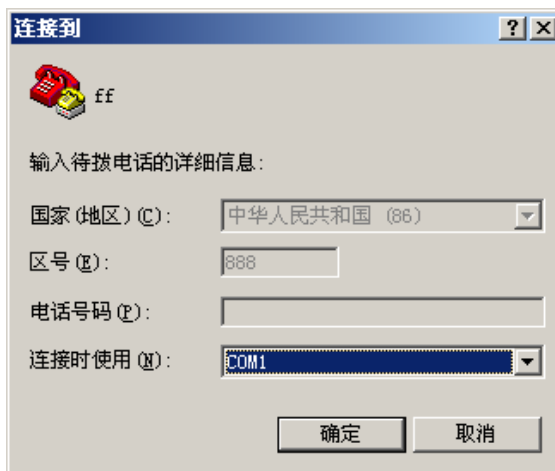 连接到
ff
输入待拨电话的详细信息:
国家(地区)(C): 中华人民共和国 (86)
区号(E): 888
电话号码(P):
连接时使用(N): COM1
确定 取消